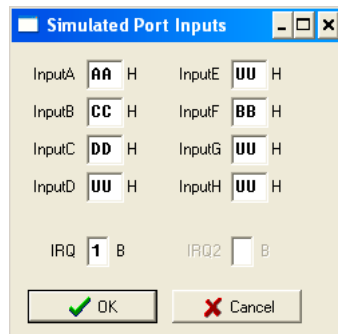 Simulated Port Inputs
InputA AA H InputE UU H
InputB CC H InputF BB H
InputC DD H InputG UU H
InputD UU H InputH UU H
IRQ 1 B IRQ2 B
OK Cancel